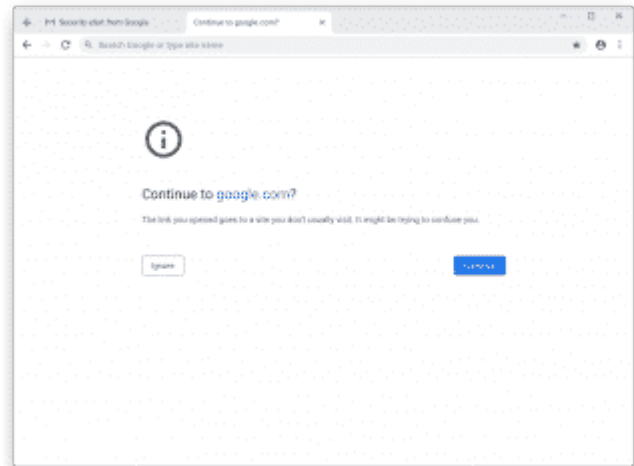 Security alert from Google
Continue to google.com?
Search Google or type site name
Continue to google.com?
The link you opened goes to a site you don't usually visit. It might be trying to confuse you.
Ignore